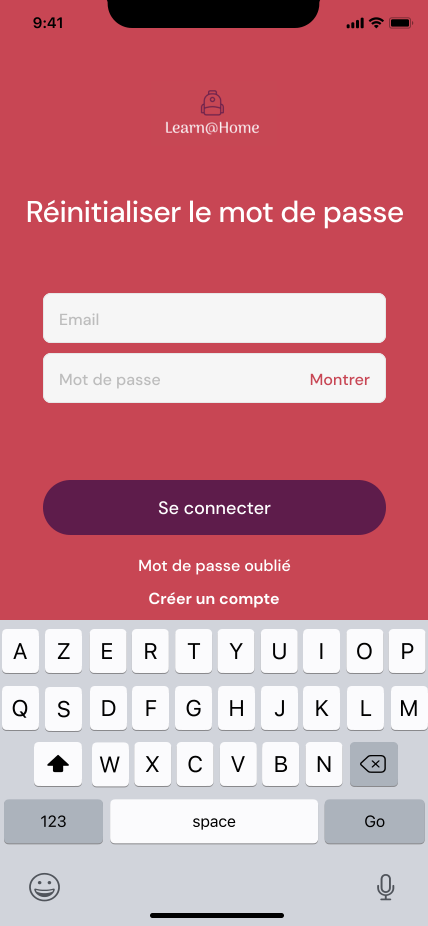 9:41
Learn@Home
Réinitialiser le mot de passe
Email
Mot de passe Montrer
Se connecter
Mot de passe oublié
Créer un compte
A Z E R T Y U I O P
Q S D F G H J K L M
W X C V B N
123 space Go